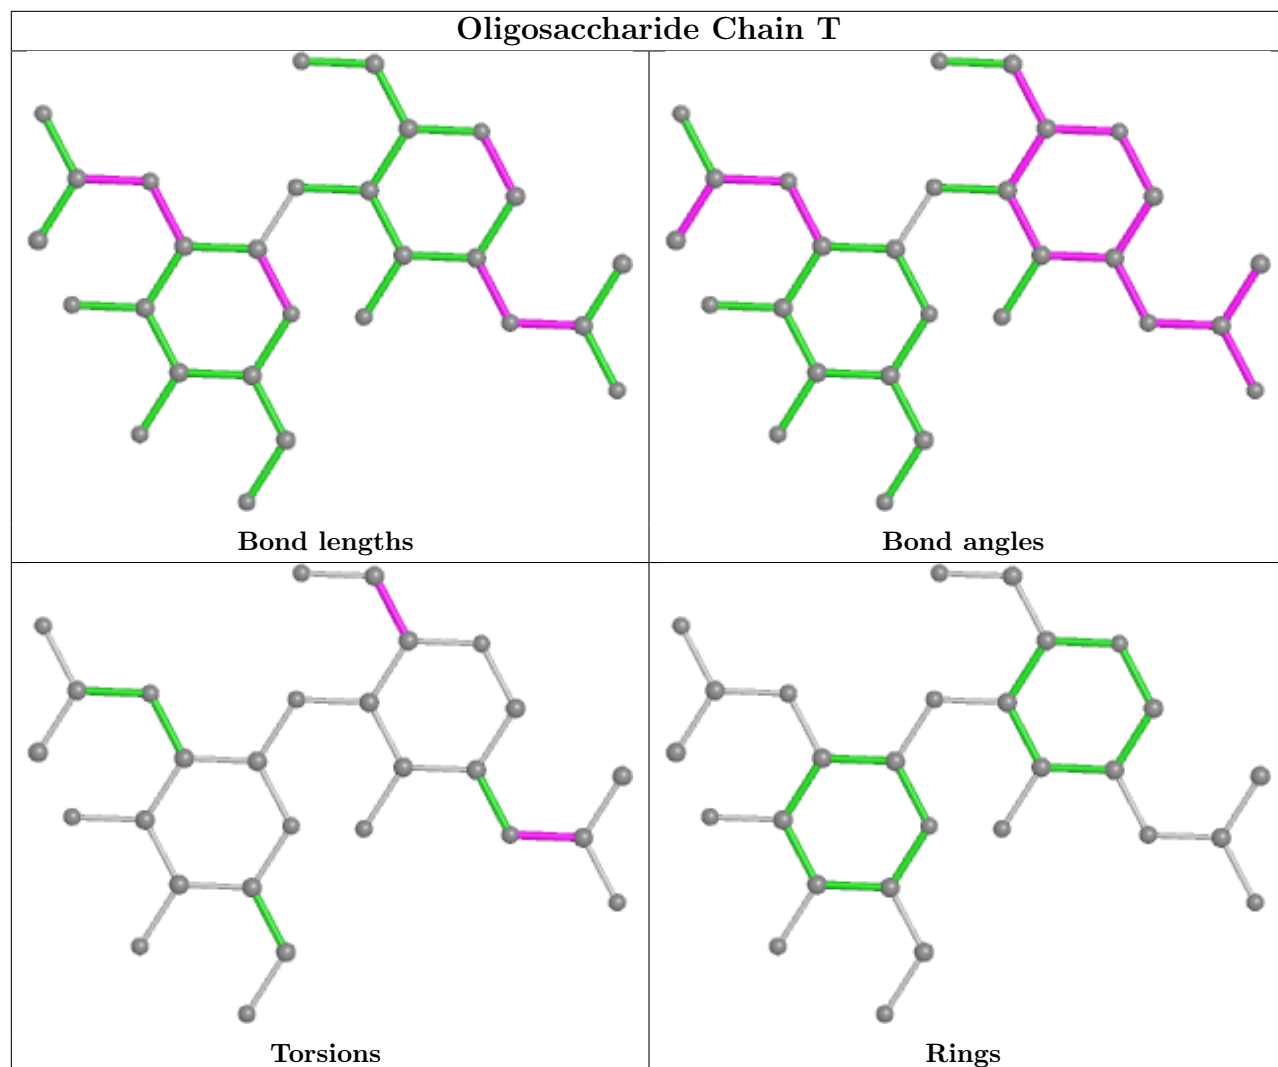 Oligosaccharide Chain T
Bond lengths
Bond angles
Torsions
Rings